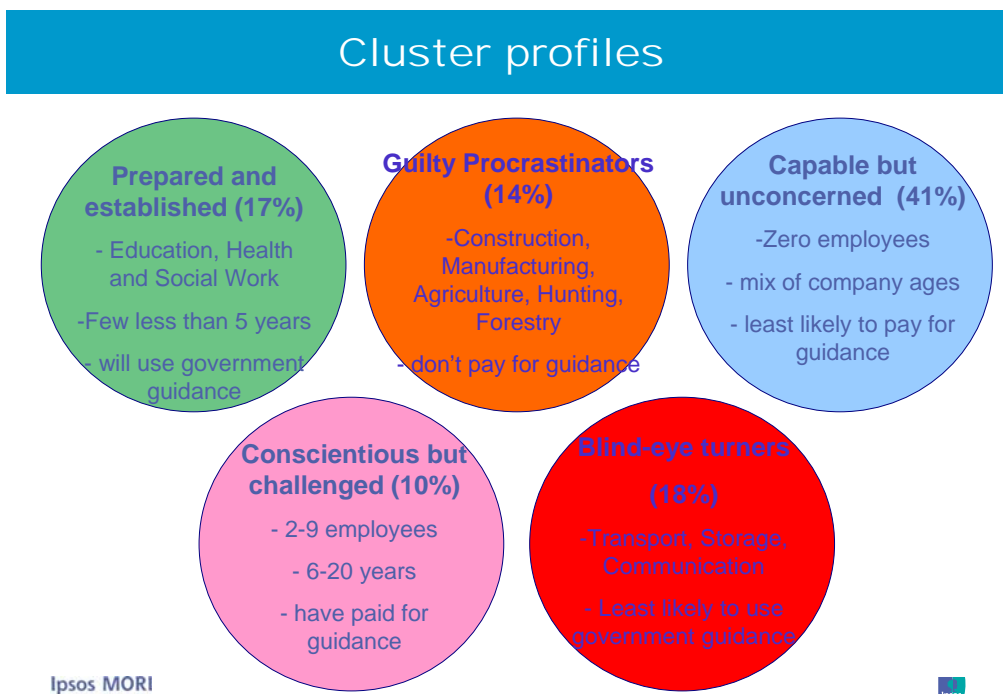 Cluster profiles
Prepared and
established (17%)
- Education, Health
and Social Work
-Few less than 5 years
- will use government
guidance
Guilty Procrastinators
(14%)
-Construction,
Manufacturing,
Agriculture, Hunting,
Forestry
- don't pay for guidance
Capable but
unconcerned (41%)
-Zero employees
- mix of company ages
- least likely to pay for
guidance
Conscientious but
challenged (10%)
- 2-9 employees
- 6-20 years
- have paid for
guidance
Blind-eye turners
(18%)
-Transport, Storage,
Communication
- Least likely to use
government guidance
Ipsos MORI
Ipsos